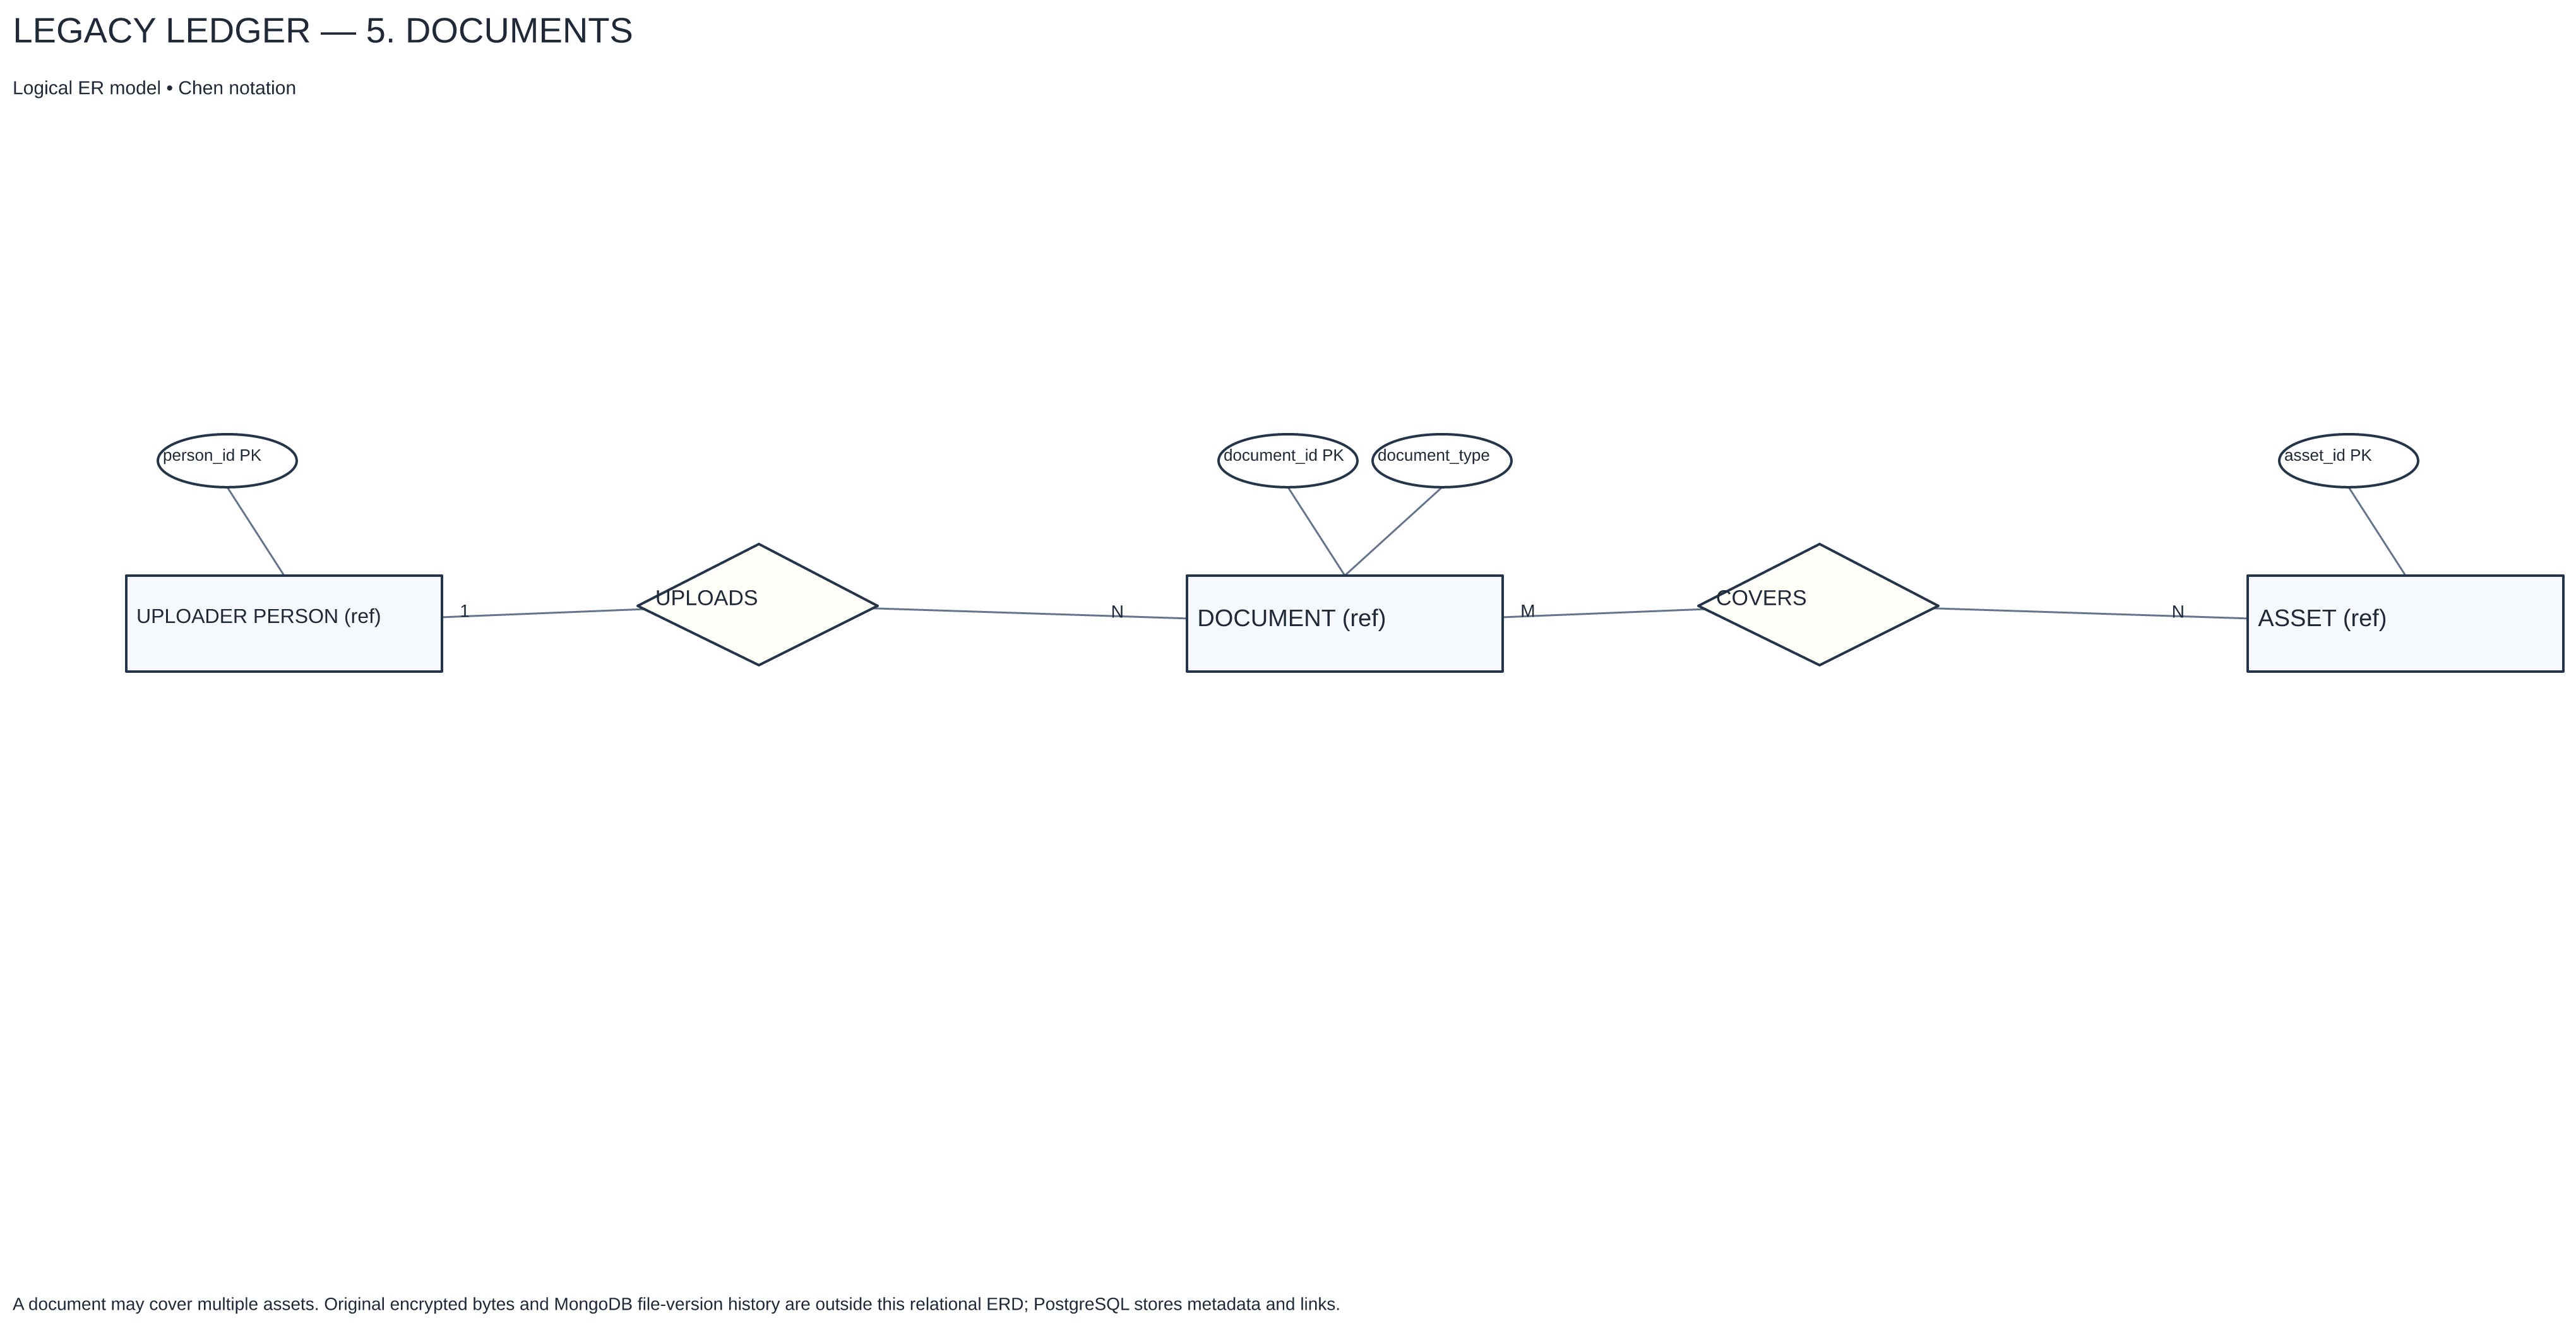 LEGACY LEDGER — 5. DOCUMENTS
Logical ER model • Chen notation
person_id PK
document_id PK
document_type
asset_id PK
UPLOADER PERSON (ref)
1
UPLOADS
N
DOCUMENT (ref)
M
COVERS
N
ASSET (ref)
A document may cover multiple assets. Original encrypted bytes and MongoDB file-version history are outside this relational ERD; PostgreSQL stores metadata and links.